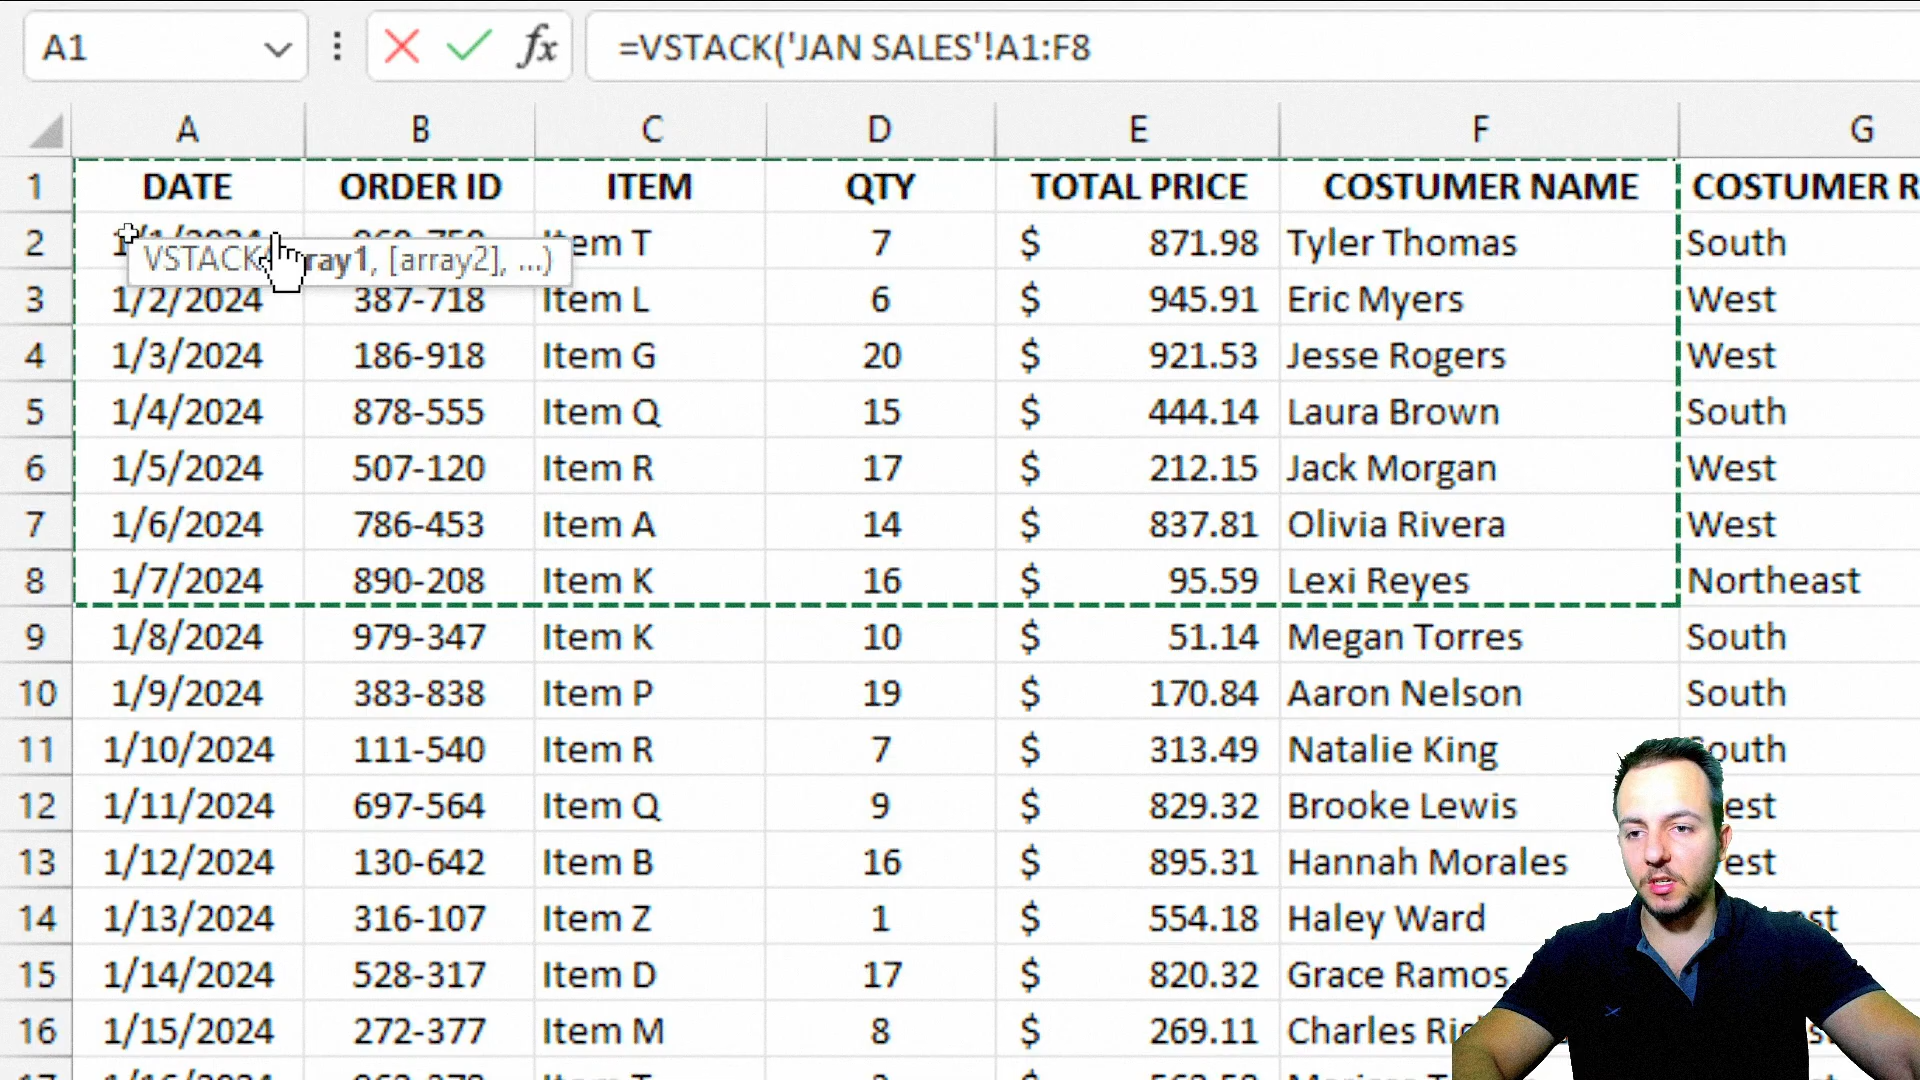 A1 fx =VSTACK('JAN SALES'!A1:F8
A B C D E F G
1 DATE ORDER ID ITEM QTY TOTAL PRICE COSTUMER NAME COSTUMER R
2 Item T 7 $ 871.98 Tyler Thomas South
VSTACK( [array2], ...)
3 1/2/2024 387-718 Item L 6 $ 945.91 Eric Myers West
4 1/3/2024 186-918 Item G 20 $ 921.53 Jesse Rogers West
5 1/4/2024 878-555 Item Q 15 $ 444.14 Laura Brown South
6 1/5/2024 507-120 Item R 17 $ 212.15 Jack Morgan West
7 1/6/2024 786-453 Item A 14 $ 837.81 Olivia Rivera West
8 1/7/2024 890-208 Item K 16 $ 95.59 Lexi Reyes Northeast
9 1/8/2024 979-347 Item K 10 $ 51.14 Megan Torres South
10 1/9/2024 383-838 Item P 19 $ 170.84 Aaron Nelson South
11 1/10/2024 111-540 Item R 7 $ 313.49 Natalie King South
12 1/11/2024 697-564 Item Q 9 $ 829.32 Brooke Lewis
13 1/12/2024 130-642 Item B 16 $ 895.31 Hannah Morales
14 1/13/2024 316-107 Item Z 1 $ 554.18 Haley Ward
15 1/14/2024 528-317 Item D 17 $ 820.32 Grace Ramos
16 1/15/2024 272-377 Item M 8 $ 269.11 Charles